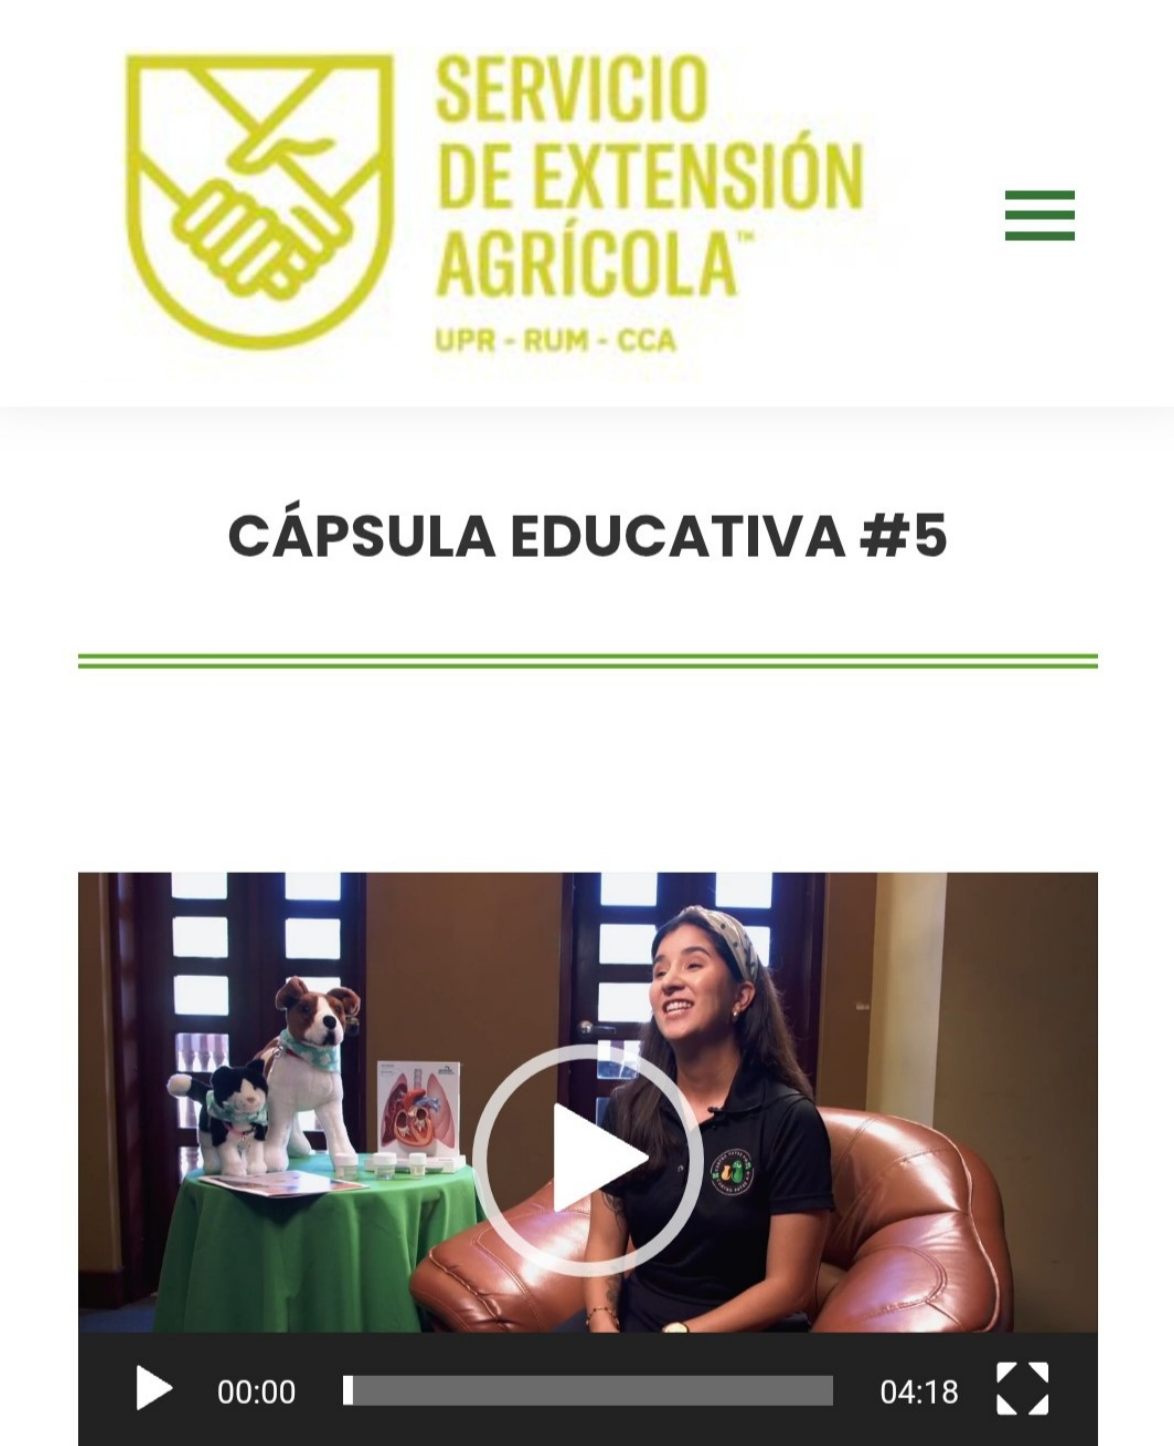 SERVICIO
DE EXTENSIÓN
AGRÍCOLA™
UPR - RUM - CCA
CÁPSULA EDUCATIVA #5
00:00
04:18